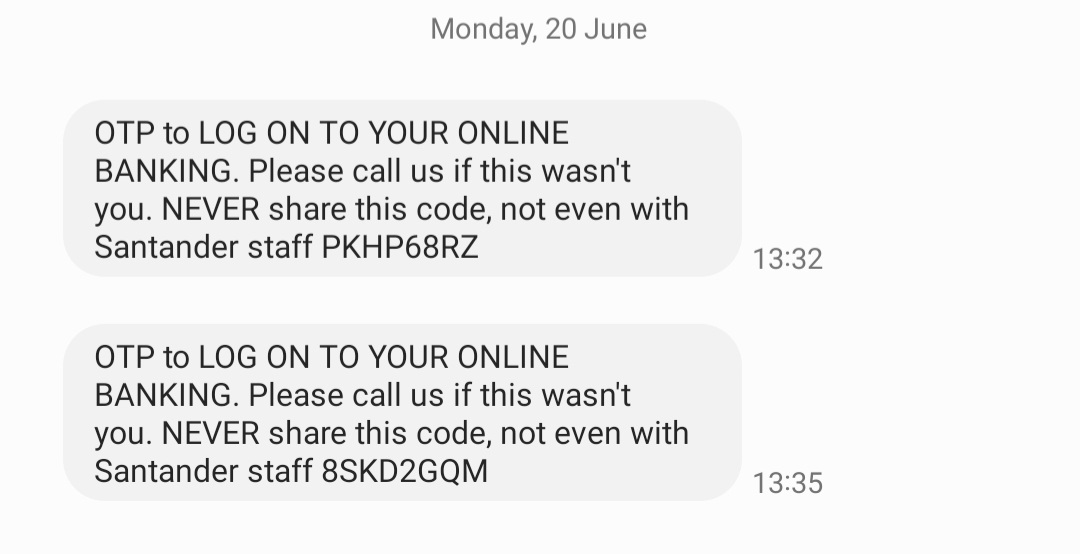 Monday, 20 June
OTP to LOG ON TO YOUR ONLINE
BANKING. Please call us if this wasn't
you. NEVER share this code, not even with
Santander staff PKHP68RZ
13:32
OTP to LOG ON TO YOUR ONLINE
BANKING. Please call us if this wasn't
you. NEVER share this code, not even with
Santander staff 8SKD2GQM
13:35